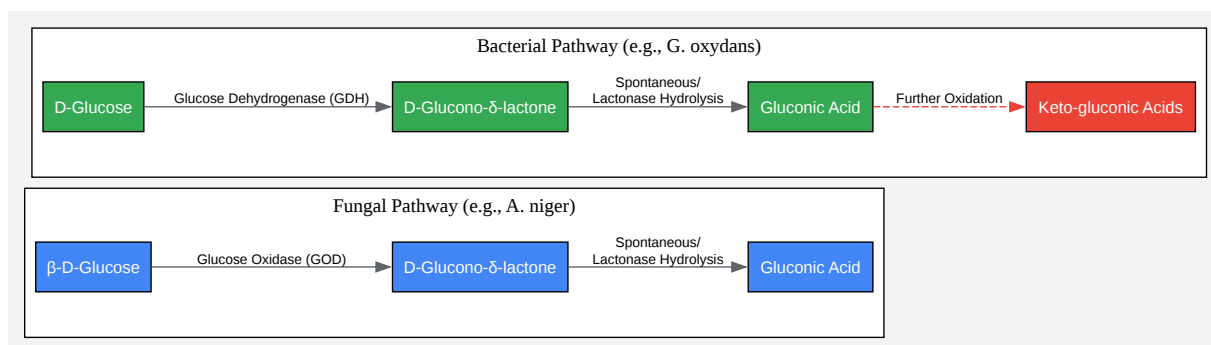 Bacterial Pathway (e.g., G. oxydans)
D-Glucose
Glucose Dehydrogenase (GDH)
D-Glucono-δ-lactone
Spontaneous/
Lactonase Hydrolysis
Gluconic Acid
Further Oxidation
Keto-gluconic Acids
Fungal Pathway (e.g., A. niger)
β-D-Glucose
Glucose Oxidase (GOD)
D-Glucono-δ-lactone
Spontaneous/
Lactonase Hydrolysis
Gluconic Acid